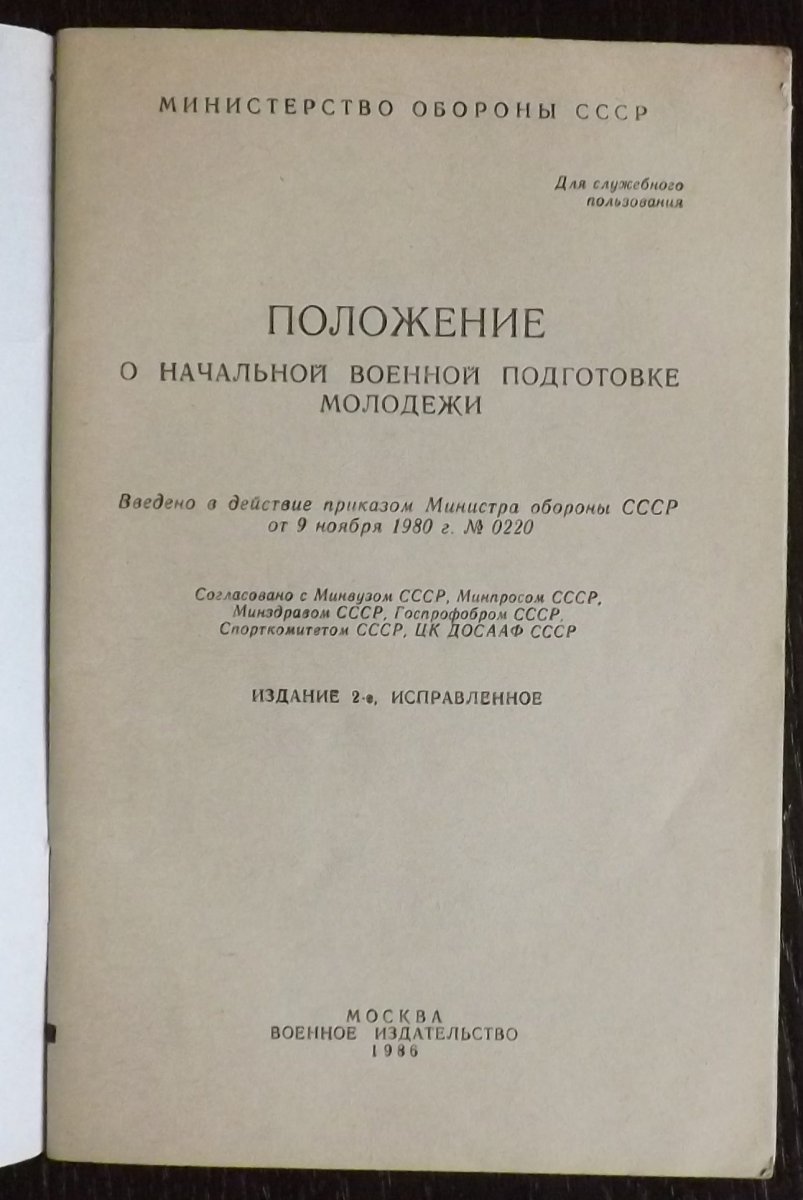 МИНИСТЕРСТВО ОБОРОНЫ СССР
Для служебного
пользования
ПОЛОЖЕНИЕ
О НАЧАЛЬНОЙ ВОЕННОЙ ПОДГОТОВКЕ
МОЛОДЕЖИ
Введено в действие приказом Министра обороны СССР
от 9 ноября 1980 г. № 0220
Согласовано с Минвузом СССР, Минпросом СССР,
Минздравом СССР, Госпрофобром СССР,
Спорткомитетом СССР, ЦК ДОСААФ СССР
ИЗДАНИЕ 2-е, ИСПРАВЛЕННОЕ
МОСКВА
ВОЕННОЕ ИЗДАТЕЛЬСТВО
1986